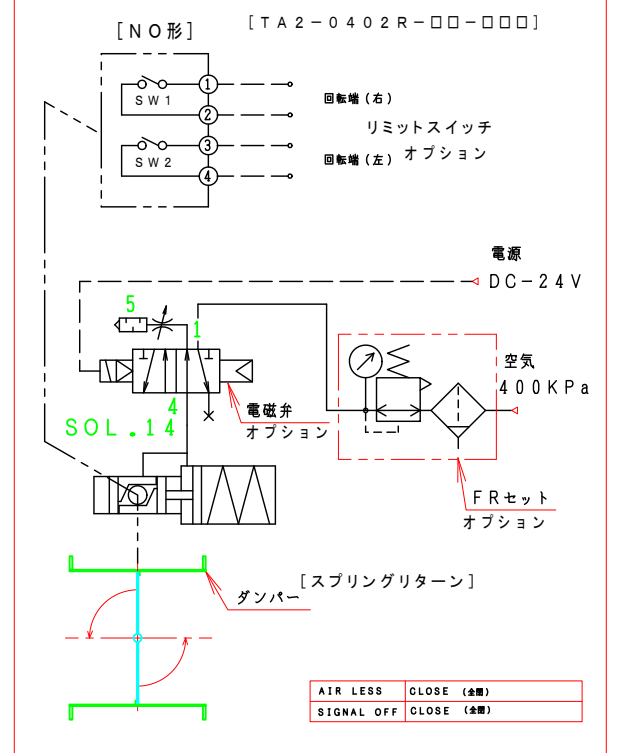 [NO形]
[TA2-0402R-□□-□□□]
SW1
1
2
回転端(右)
リミットスイッチ
オプション
SW2
3
4
回転端(左)
電源
DC-24V
5
1
4
SOL.14
電磁弁
オプション
空気
400KPa
FRセット
オプション
[スプリングリターン]
ダンパー
AIR LESS CLOSE (全閉)
SIGNAL OFF CLOSE (全閉)